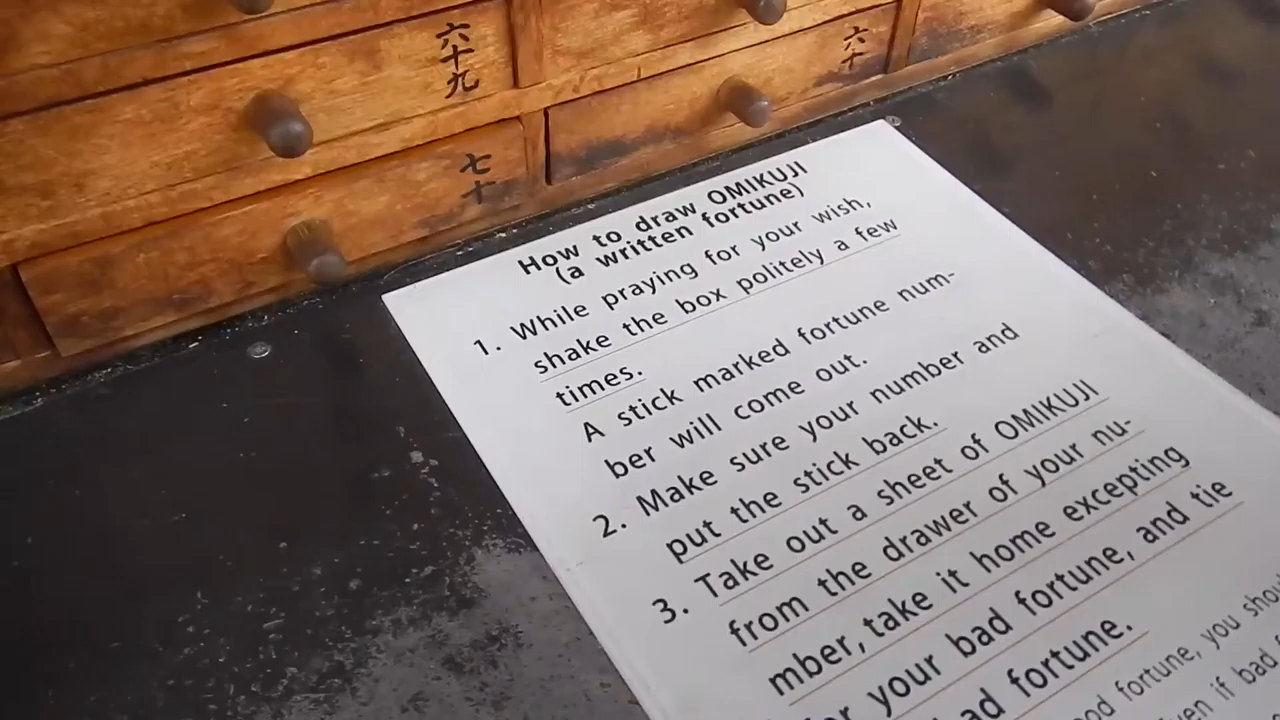 六十九
六十
七十
How to draw OMIKUJI
(a written fortune)
1. While praying for your wish,
shake the box politely a few
times.
A stick marked fortune num-
ber will come out.
2. Make sure your number and
put the stick back.
3. Take out a sheet of OMIKUJI
from the drawer of your nu-
mber, take it home excepting
your bad fortune, and tie
fortune.
fortune, you
if bad